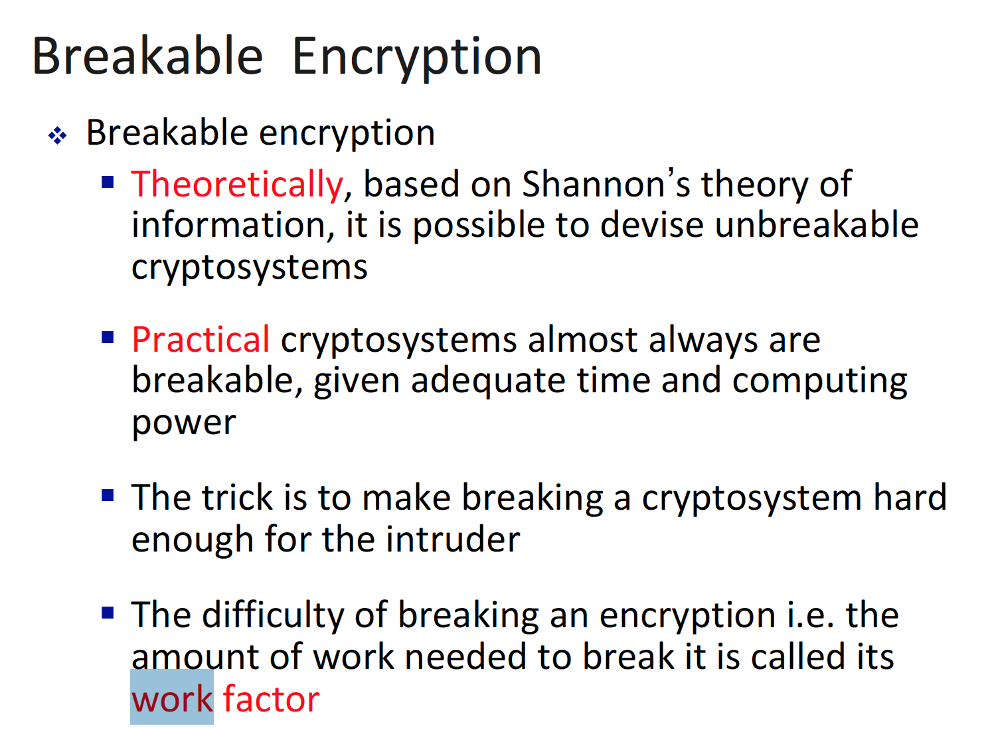 Breakable Encryption
Breakable encryption
Theoretically, based on Shannon’s theory of
information, it is possible to devise unbreakable
cryptosystems
Practical cryptosystems almost always are
breakable, given adequate time and computing
power
The trick is to make breaking a cryptosystem hard
enough for the intruder
The difficulty of breaking an encryption i.e. the
amount of work needed to break it is called its
work factor